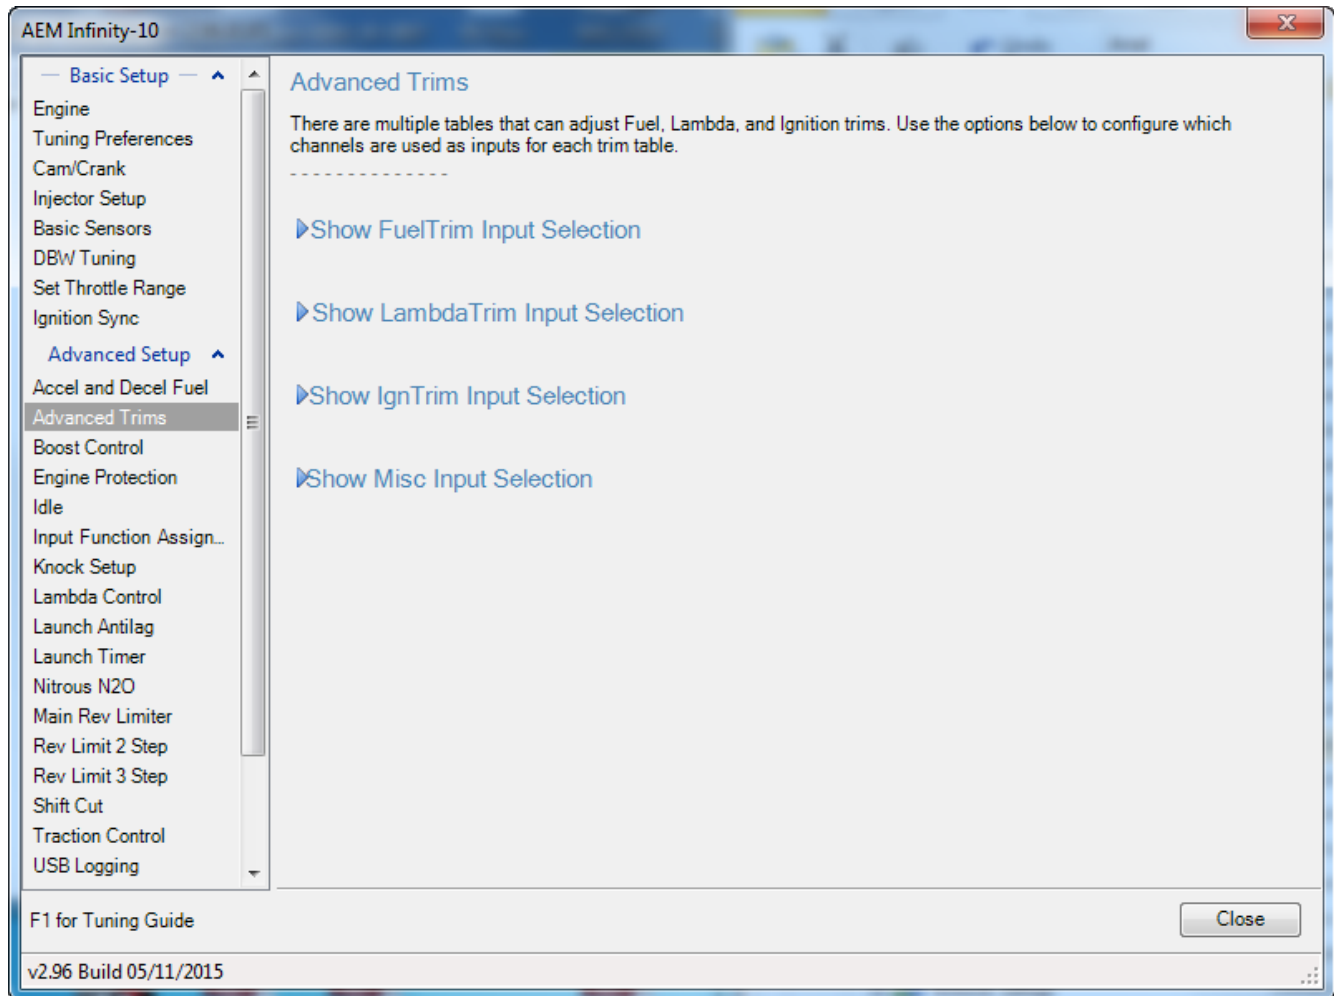 AEM Infinity-10
— Basic Setup —
Engine
Tuning Preferences
Cam/Crank
Injector Setup
Basic Sensors
DBW Tuning
Set Throttle Range
Ignition Sync
Advanced Setup
Accel and Decel Fuel
Advanced Trims
Boost Control
Engine Protection
Idle
Input Function Assign...
Knock Setup
Lambda Control
Launch Antilag
Launch Timer
Nitrous N2O
Main Rev Limiter
Rev Limit 2 Step
Rev Limit 3 Step
Shift Cut
Traction Control
USB Logging
Advanced Trims
There are multiple tables that can adjust Fuel, Lambda, and Ignition trims. Use the options below to configure which
channels are used as inputs for each trim table.
- - - - - - - - - - - - - -
Show FuelTrim Input Selection
Show LambdaTrim Input Selection
Show IgnTrim Input Selection
Show Misc Input Selection
F1 for Tuning Guide
Close
v2.96 Build 05/11/2015